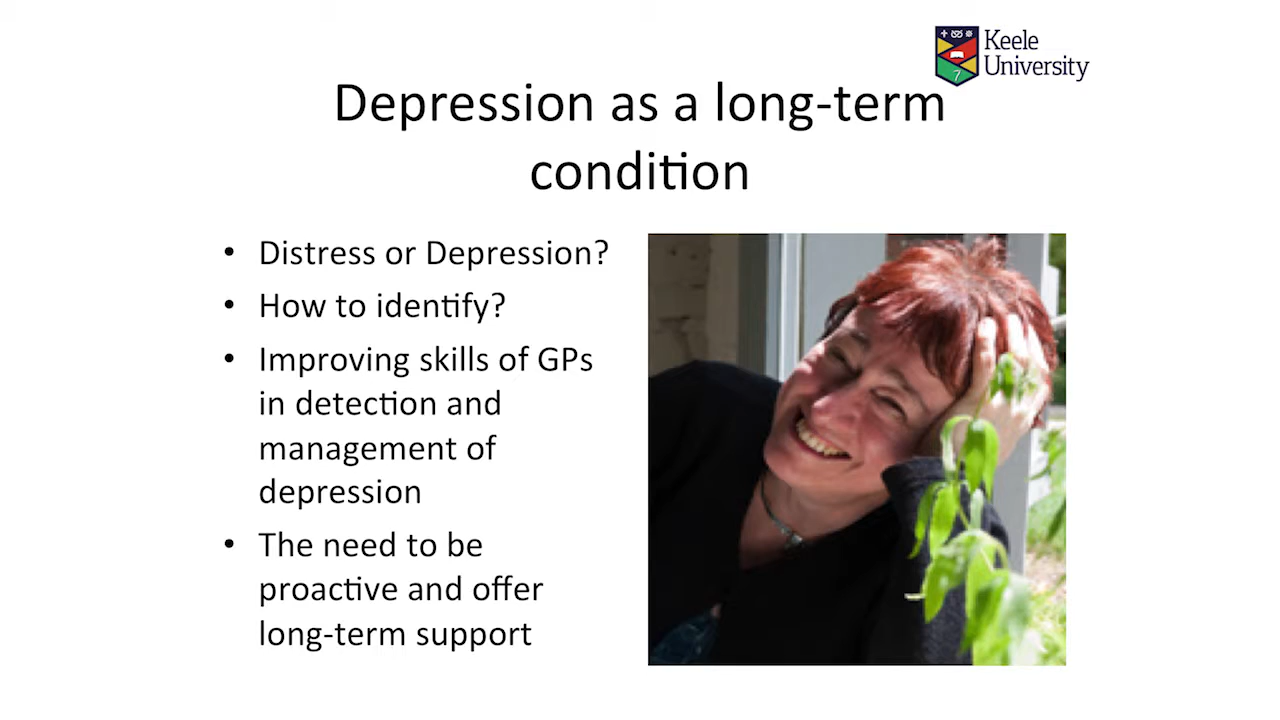 Keele
University
Depression as a long-term
condition
• Distress or Depression?
• How to identify?
• Improving skills of GPs
in detection and
management of
depression
• The need to be
proactive and offer
long-term support